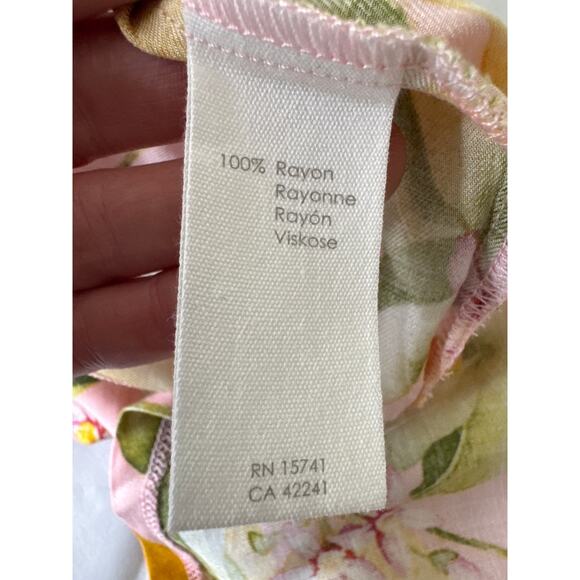 100% Rayon
Rayonne
Rayón
Viskose
RN 15741
CA 42241